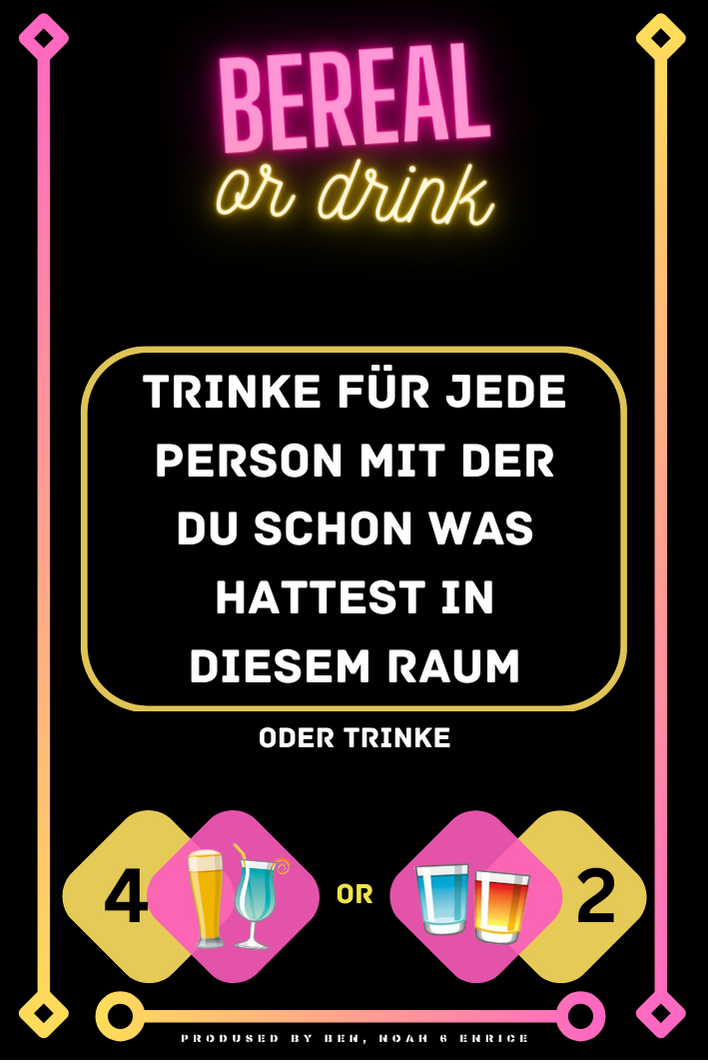 BEREAL
or drink
TRINKE FÜR JEDE
PERSON MIT DER
DU SCHON WAS
HATTEST IN
DIESEM RAUM
ODER TRINKE
4 OR 2
PRODUSED BY BEN, NOAH & ENRICE